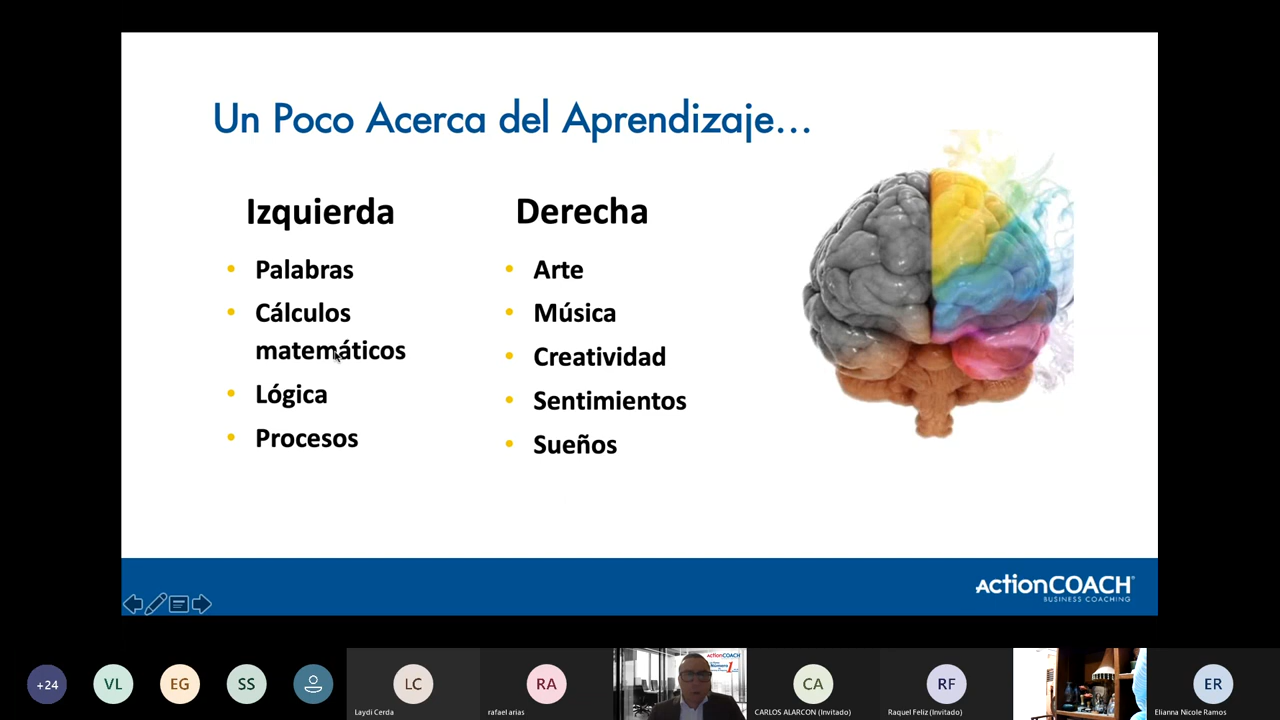 Un Poco Acerca del Aprendizaje...
Izquierda
• Palabras
• Cálculos
matemáticos
• Lógica
• Procesos
Derecha
• Arte
• Música
• Creatividad
• Sentimientos
• Sueños
ActionCOACH
BUSINESS COACHING
+24
VL
EG
SS
LC
Laydi Cerda
RA
rafael arias
ActionCOACH
1
CA
CARLOS ALARCON (Invitado)
RF
Raquel Feliz (Invitado)
ER
Elianna Nicole Ramos